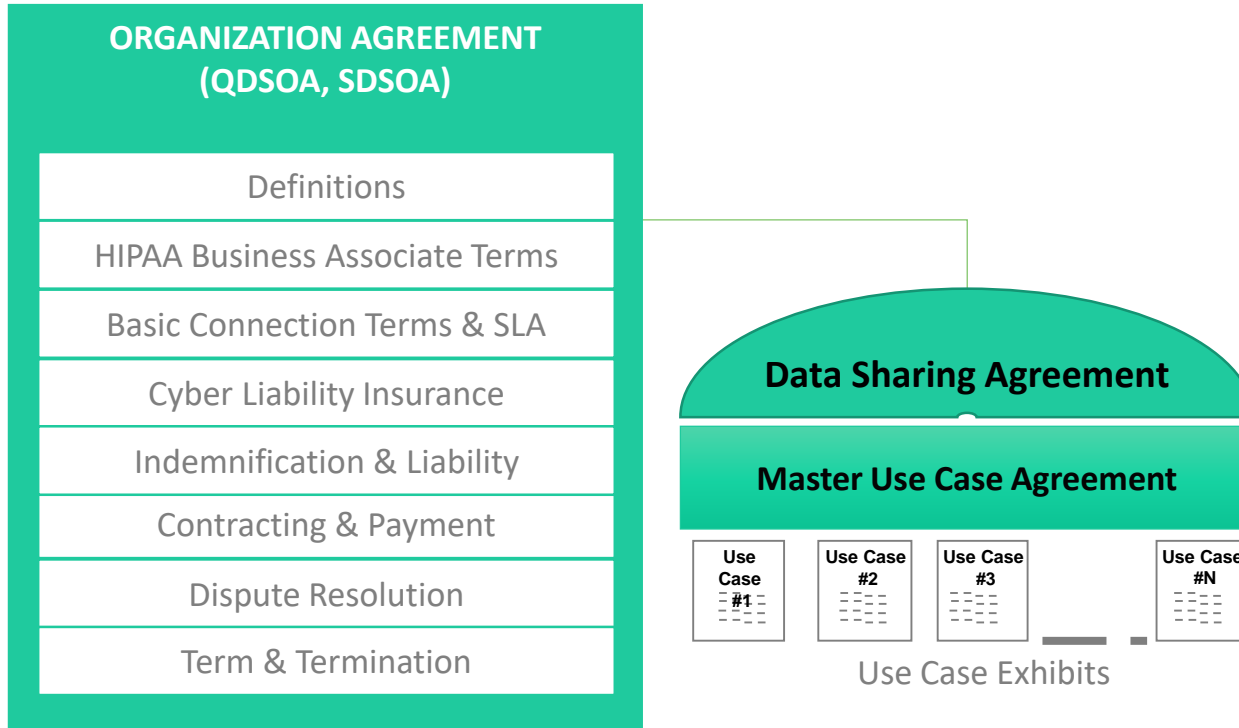 ORGANIZATION AGREEMENT
(QDSOA, SDSOA)
Definitions
HIPAA Business Associate Terms
Basic Connection Terms & SLA
Cyber Liability Insurance
Indemnification & Liability
Contracting & Payment
Dispute Resolution
Term & Termination
Data Sharing Agreement
Master Use Case Agreement
Use
Case
#1
Use Case
#2
Use Case
#3
Use Case
#N
Use Case Exhibits